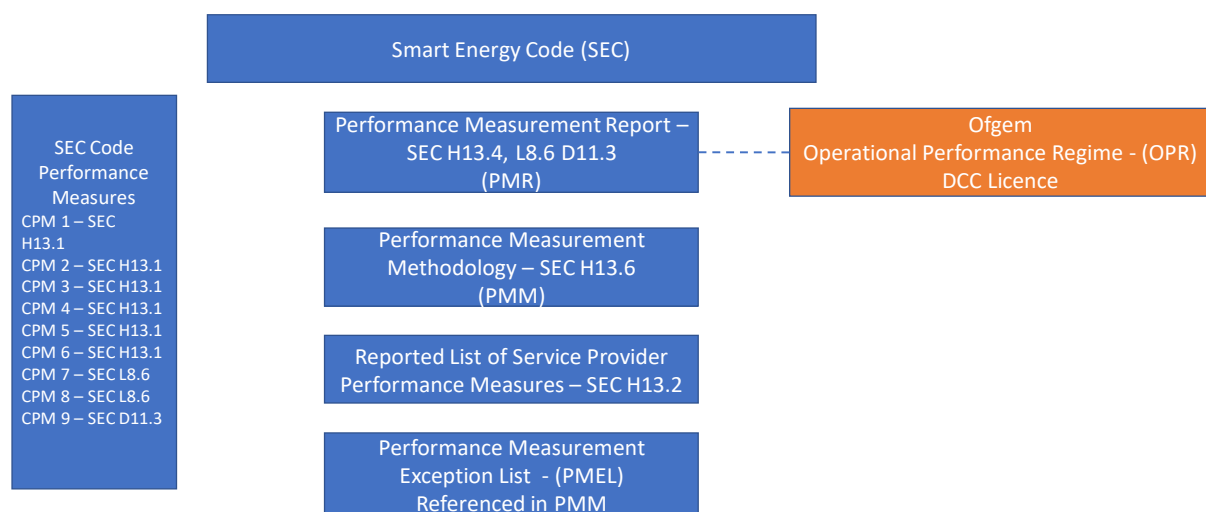 Smart Energy Code (SEC)
SEC Code
Performance
Measures
CPM 1 – SEC
H13.1
CPM 2 – SEC H13.1
CPM 3 – SEC H13.1
CPM 4 – SEC H13.1
CPM 5 – SEC H13.1
CPM 6 – SEC H13.1
CPM 7 – SEC L8.6
CPM 8 – SEC L8.6
CPM 9 – SEC D11.3
Performance Measurement Report –
SEC H13.4, L8.6 D11.3
(PMR)
Ofgem
Operational Performance Regime - (OPR)
DCC Licence
Performance Measurement
Methodology – SEC H13.6
(PMM)
Reported List of Service Provider
Performance Measures – SEC H13.2
Performance Measurement
Exception List - (PMEL)
Referenced in PMM